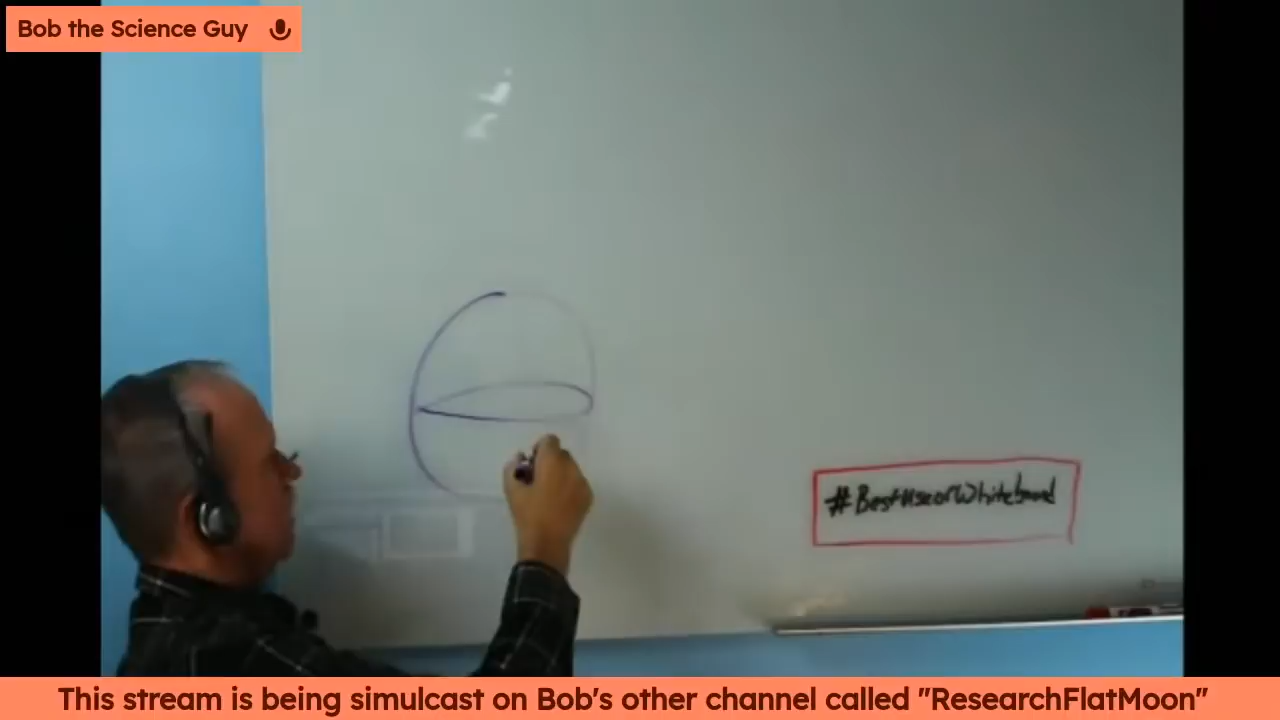 Bob the Science Guy
#BestUseofWhiteboard
This stream is being simulcast on Bob's other channel called "ResearchFlatMoon"